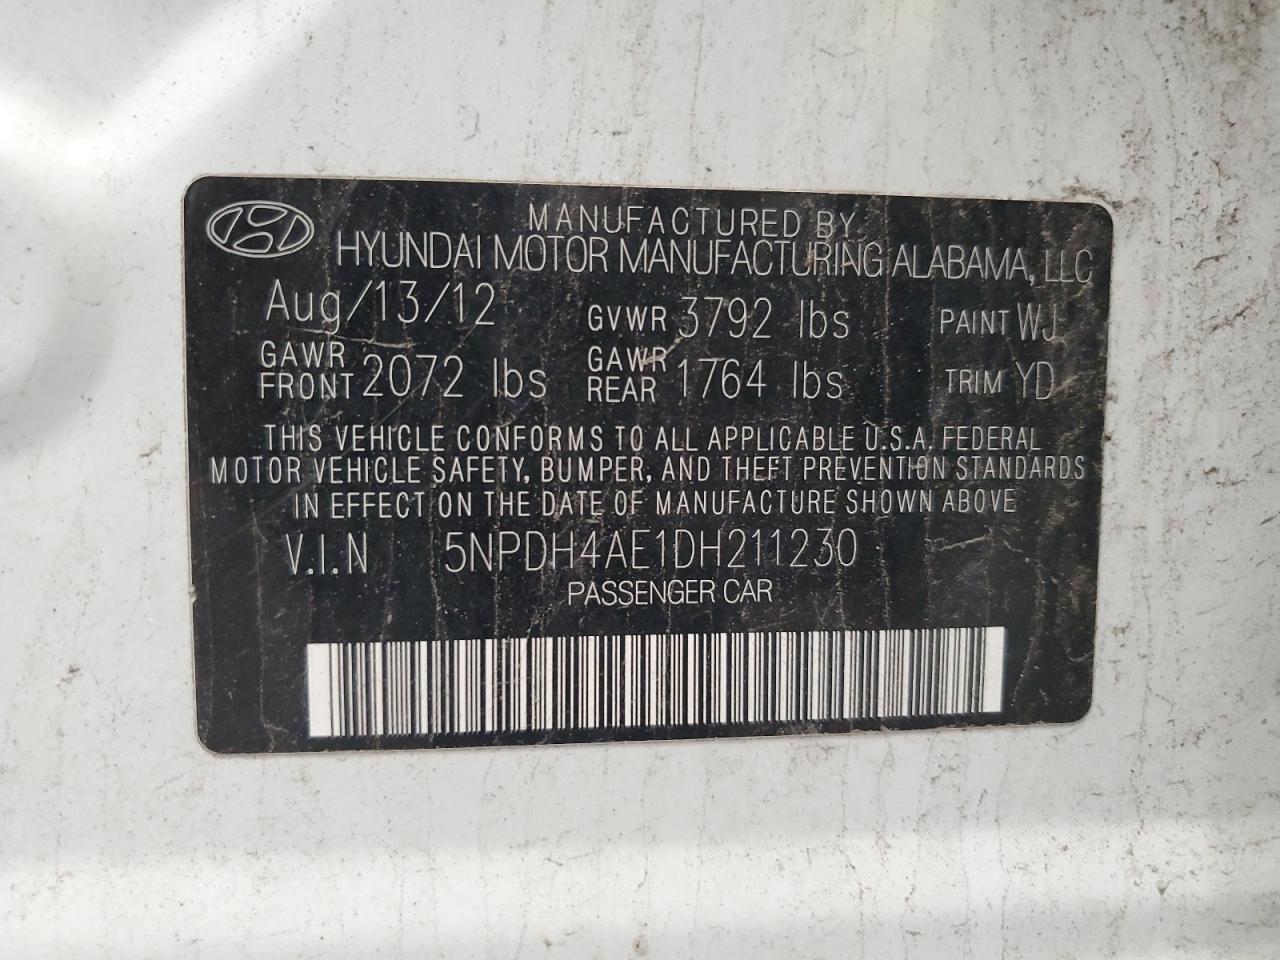 MANUFACTURED BY
HYUNDAI MOTOR MANUFACTURING ALABAMA, LLC
Aug/13/12 GVWR 3792 lbs PAINT WJ
GAWR FRONT 2072 lbs GAWR REAR 1764 lbs TRIM YD
THIS VEHICLE CONFORMS TO ALL APPLICABLE U.S.A. FEDERAL
MOTOR VEHICLE SAFETY, BUMPER, AND THEFT PREVENTION STANDARDS
IN EFFECT ON THE DATE OF MANUFACTURE SHOWN ABOVE
V.I.N 5NPDH4AE1DH211230
PASSENGER CAR